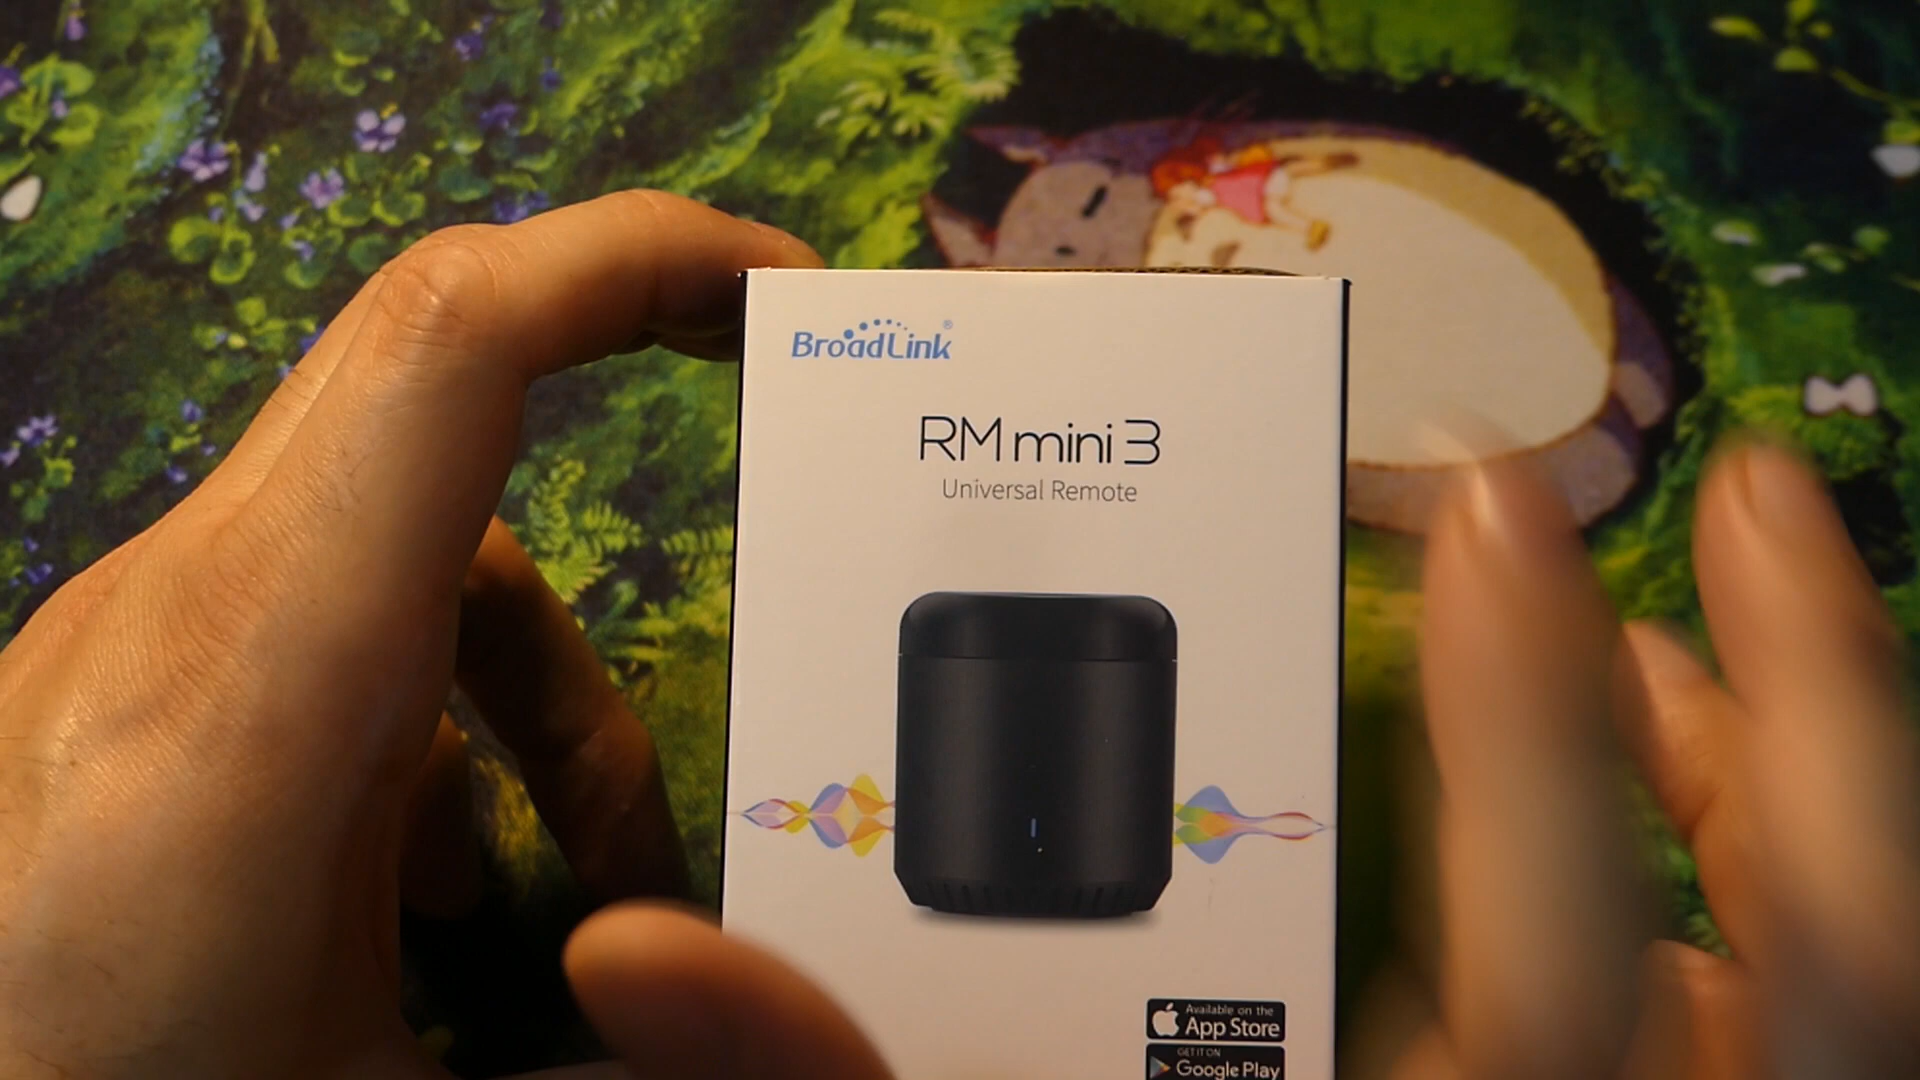 BroadLink®
RM mini 3
Universal Remote
Available on the
App Store
GET IT ON
Google Play